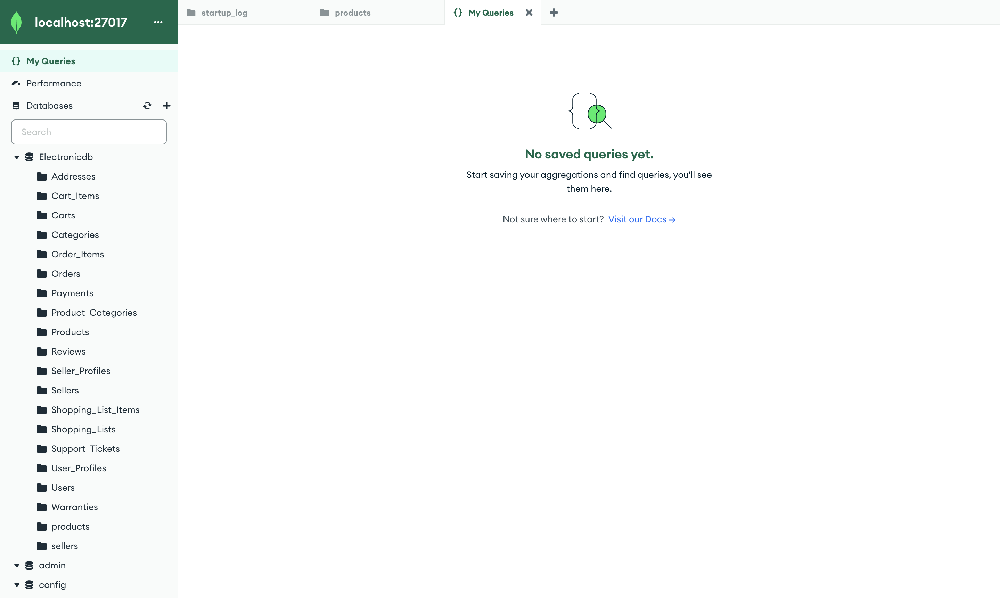 localhost:27017
startup_log
products
My Queries
My Queries
Performance
Databases
Search
Electronicdb
Addresses
Cart_Items
Carts
Categories
Order_Items
Orders
Payments
Product_Categories
Products
Reviews
Seller_Profiles
Sellers
Shopping_List_Items
Shopping_Lists
Support_Tickets
User_Profiles
Users
Warranties
products
sellers
admin
config
No saved queries yet.
Start saving your aggregations and find queries, you'll see
them here.
Not sure where to start? Visit our Docs →